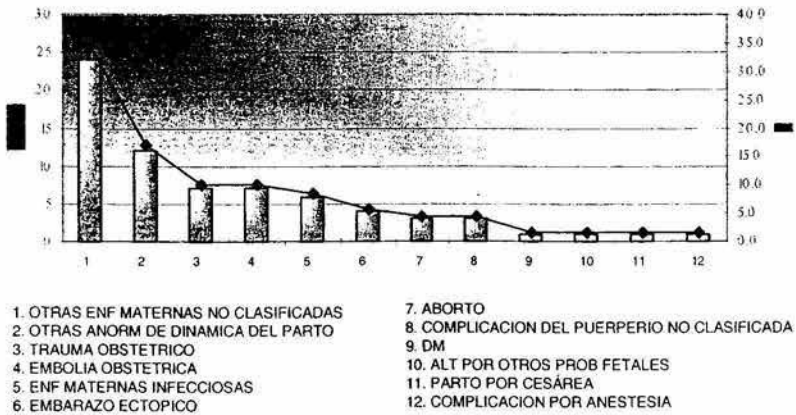 30
25
20
15
10
5
0
40.0
35.0
30.0
25.0
20.0
15.0
10.0
5.0
0.0
1 2 3 4 5 6 7 8 9 10 11 12
1. OTRAS ENF MATERNAS NO CLASIFICADAS
2. OTRAS ANORM DE DINAMICA DEL PARTO
3. TRAUMA OBSTETRICO
4. EMBOLIA OBSTETRICA
5. ENF MATERNAS INFECCIOSAS
6. EMBARAZO ECTOPICO
7. ABORTO
8. COMPLICACION DEL PUERPERIO NO CLASIFICADA
9. DM
10. ALT POR OTROS PROB FETALES
11. PARTO POR CESÁREA
12. COMPLICACION POR ANESTESIA